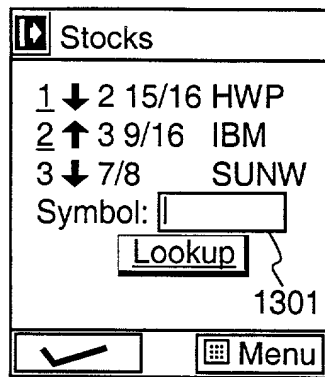 Stocks
1 ↓ 2 15/16 HWP
2 ↑ 3 9/16 IBM
3 ↓ 7/8 SUNW
Symbol:
Lookup
1301
Menu